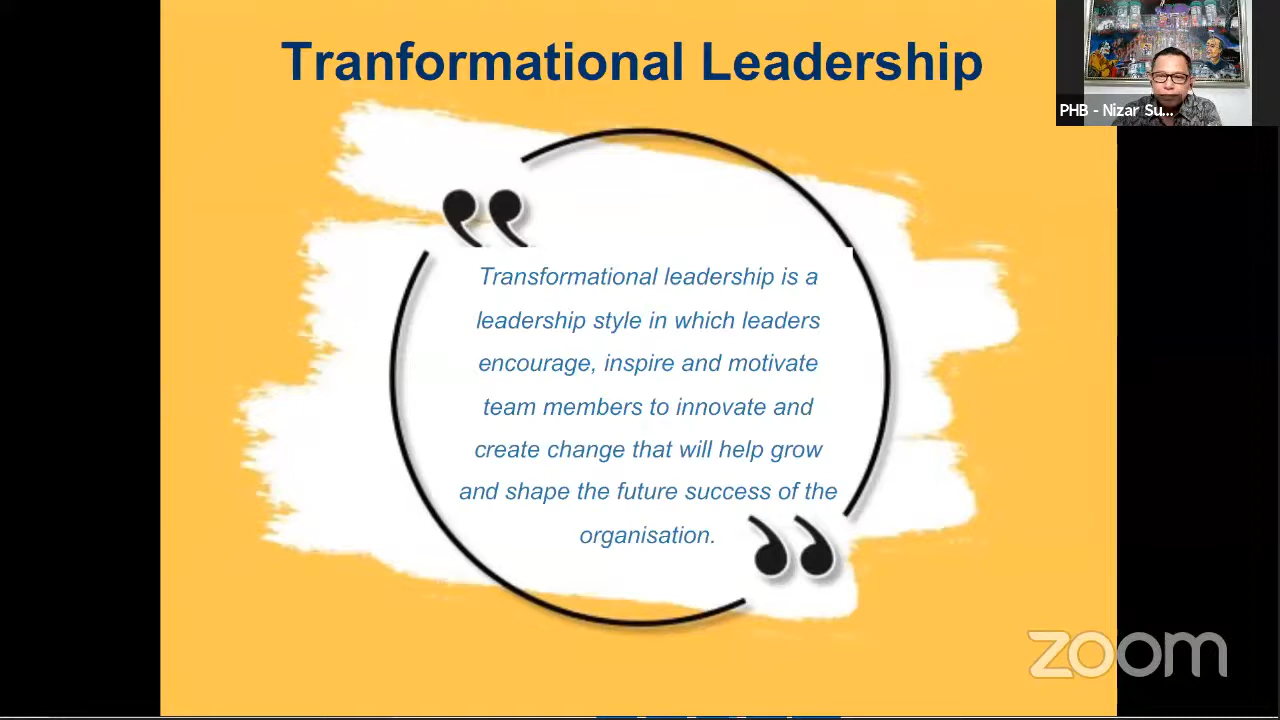 Tranformational Leadership
PHB - Nizar Su...
Transformational leadership is a
leadership style in which leaders
encourage, inspire and motivate
team members to innovate and
create change that will help grow
and shape the future success of the
organisation.
zoom